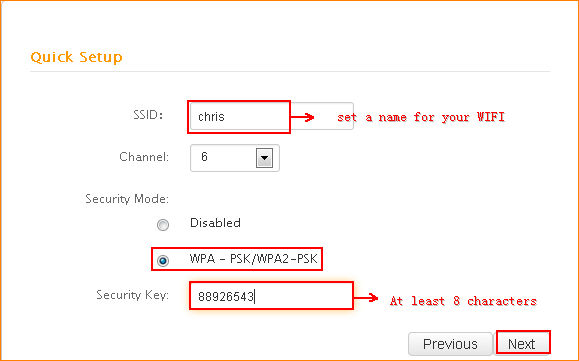 Quick Setup
SSID: chris set a name for your WIFI
Channel: 6
Security Mode:
Disabled
WPA - PSK/WPA2-PSK
Security Key: 88926543 At least 8 characters
Previous Next